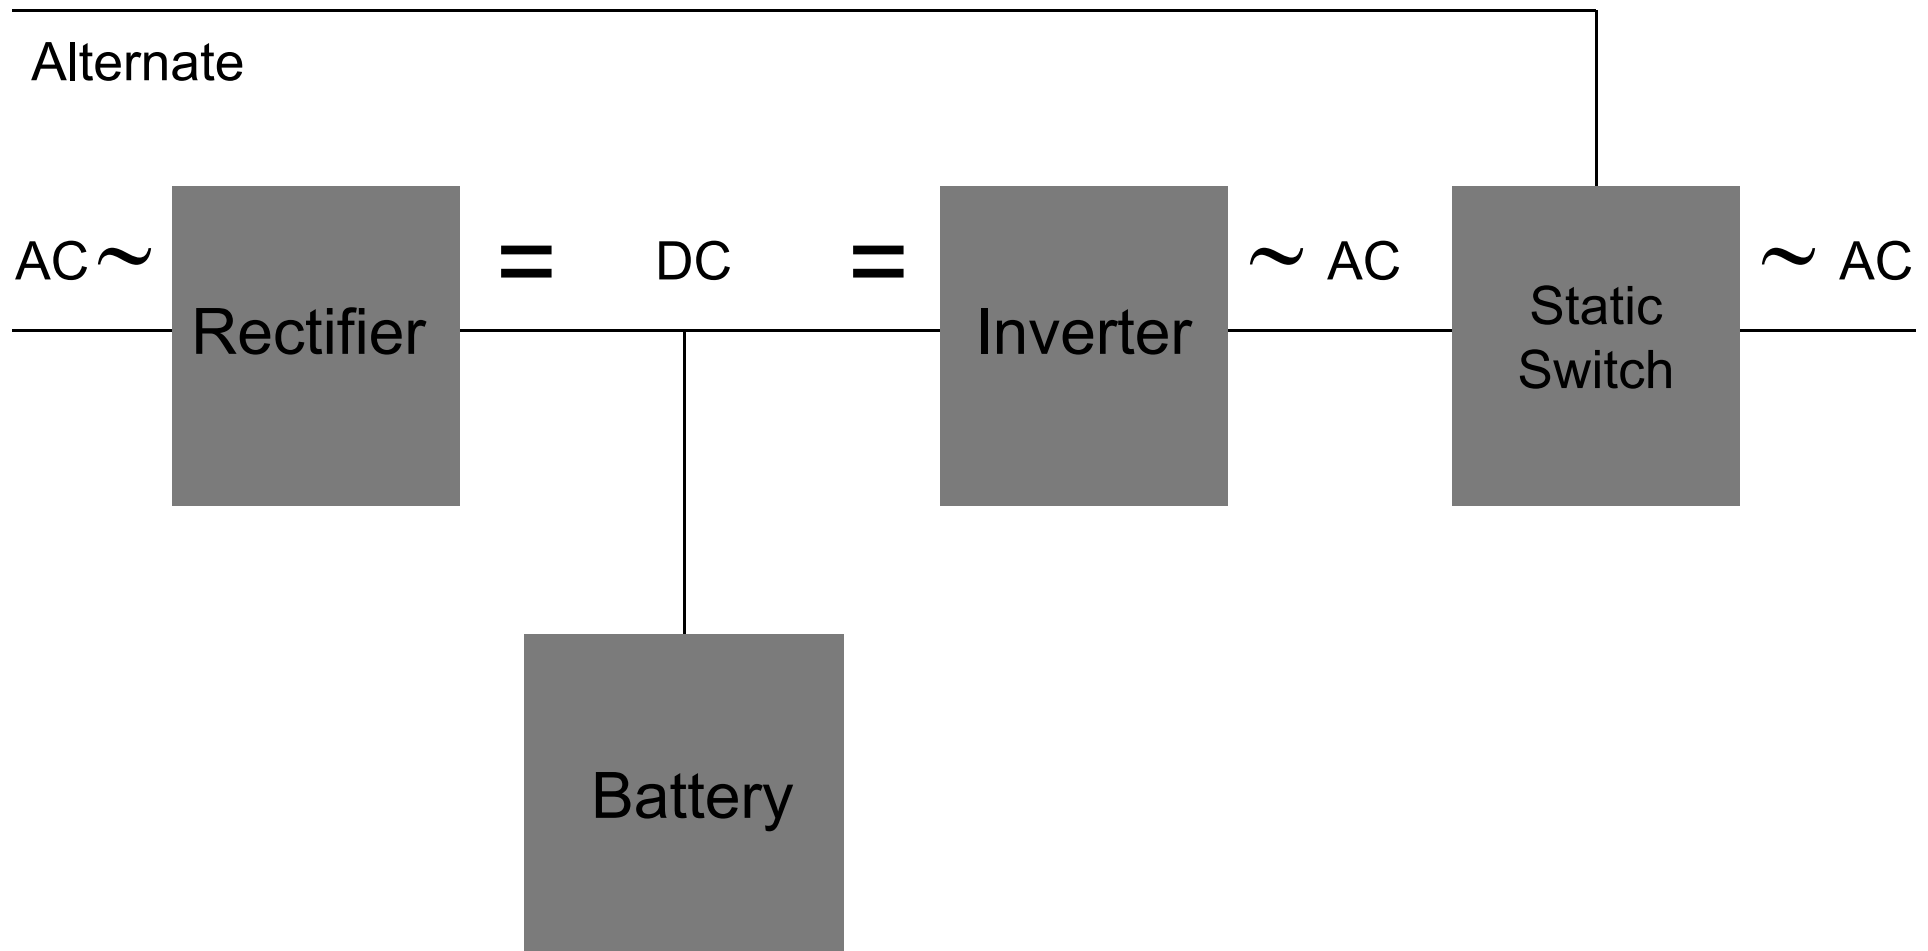 Alternate
AC ~ = DC = ~ AC ~ AC
Rectifier
Inverter
Static
Switch
Battery